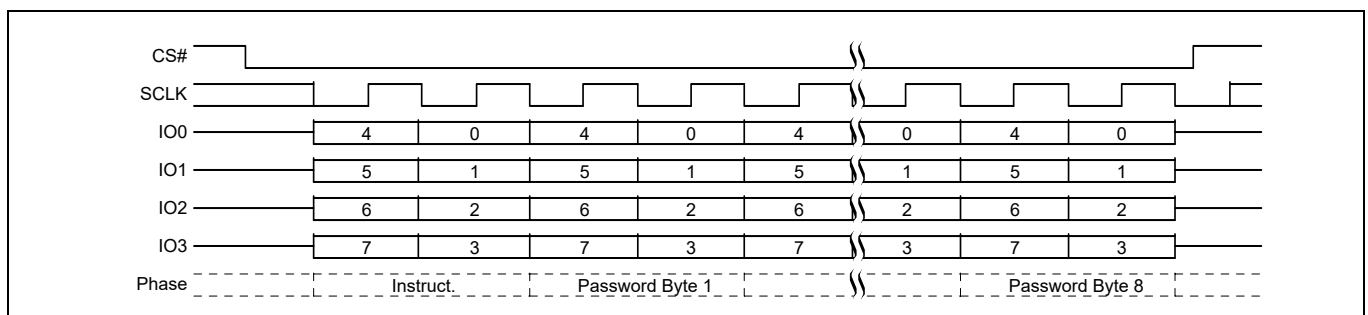 CS#
SCLK
IO0 4 0 4 0 4 0 4 0
IO1 5 1 5 1 5 1 5 1
IO2 6 2 6 2 6 2 6 2
IO3 7 3 7 3 7 3 7 3
Phase Instruct. Password Byte 1 Password Byte 8